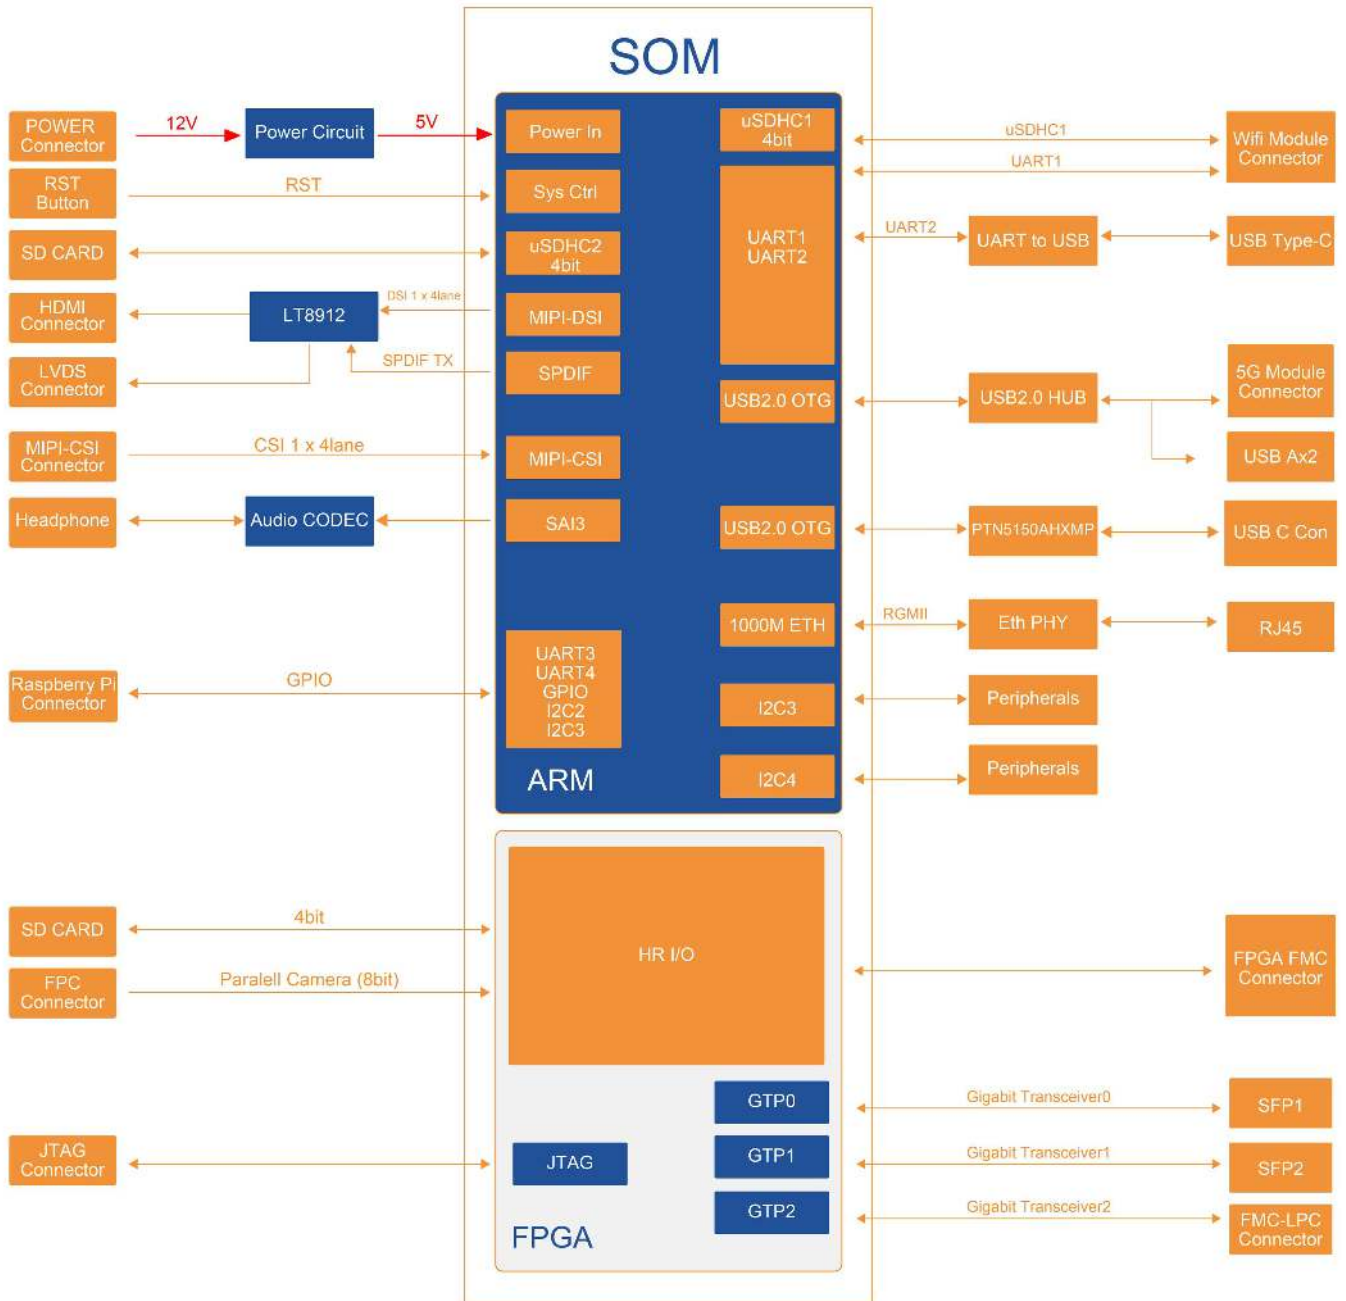 SOM
POWER
Connector
12V
Power Circuit
5V
Power In
uSDHC1
4bit
uSDHC1
Wifi Module
Connector
UART1
RST
Button
RST
Sys Ctrl
UART1
UART2
UART2
UART to USB
USB Type-C
SD CARD
uSDHC2
4bit
HDMI
Connector
LT8912
DSI 1 x 4lane
MIPI-DSI
LVDS
Connector
SPDIF TX
SPDIF
USB2.0 OTG
USB2.0 HUB
5G Module
Connector
USB Ax2
MIPI-CSI
Connector
CSI 1 x 4lane
MIPI-CSI
Headphone
Audio CODEC
SAI3
USB2.0 OTG
PTN5150AHXMP
USB C Con
1000M ETH
RGMII
Eth PHY
RJ45
Raspberry Pi
Connector
GPIO
UART3
UART4
GPIO
I2C2
I2C3
I2C3
Peripherals
ARM
I2C4
Peripherals
SD CARD
4bit
HR I/O
FPGA FMC
Connector
FPC
Connector
Paralell Camera (8bit)
GTP0
Gigabit Transceiver0
SFP1
JTAG
Connector
JTAG
GTP1
Gigabit Transceiver1
SFP2
GTP2
Gigabit Transceiver2
FMC-LPC
Connector
FPGA